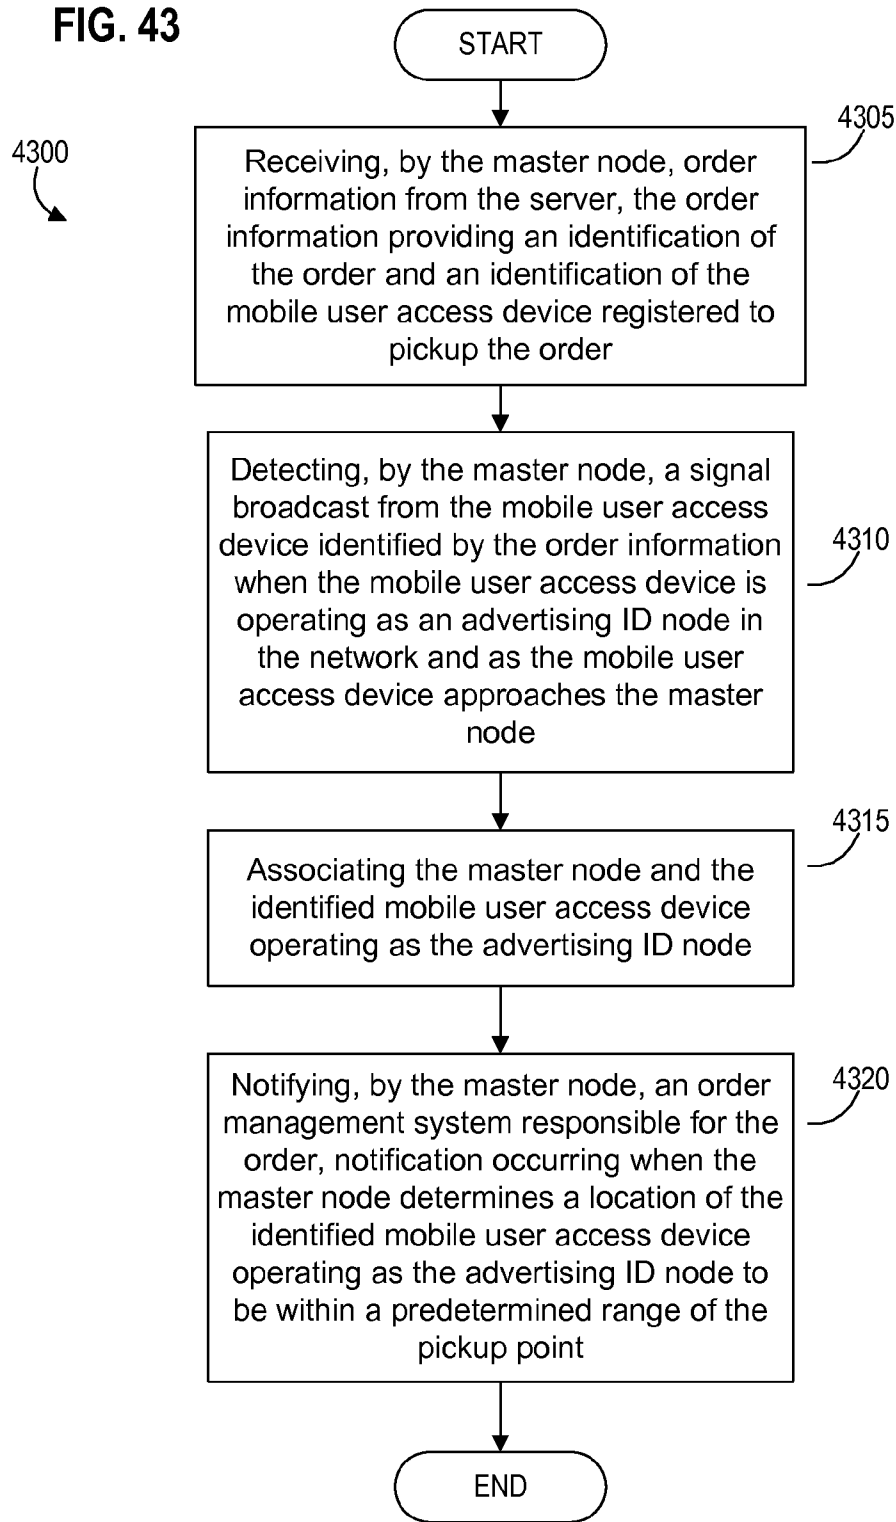 FIG. 43
START
4300
4305
Receiving, by the master node, order
information from the server, the order
information providing an identification of
the order and an identification of the
mobile user access device registered to
pickup the order
4310
Detecting, by the master node, a signal
broadcast from the mobile user access
device identified by the order information
when the mobile user access device is
operating as an advertising ID node in
the network and as the mobile user
access device approaches the master
node
4315
Associating the master node and the
identified mobile user access device
operating as the advertising ID node
4320
Notifying, by the master node, an order
management system responsible for the
order, notification occurring when the
master node determines a location of the
identified mobile user access device
operating as the advertising ID node to
be within a predetermined range of the
pickup point
END